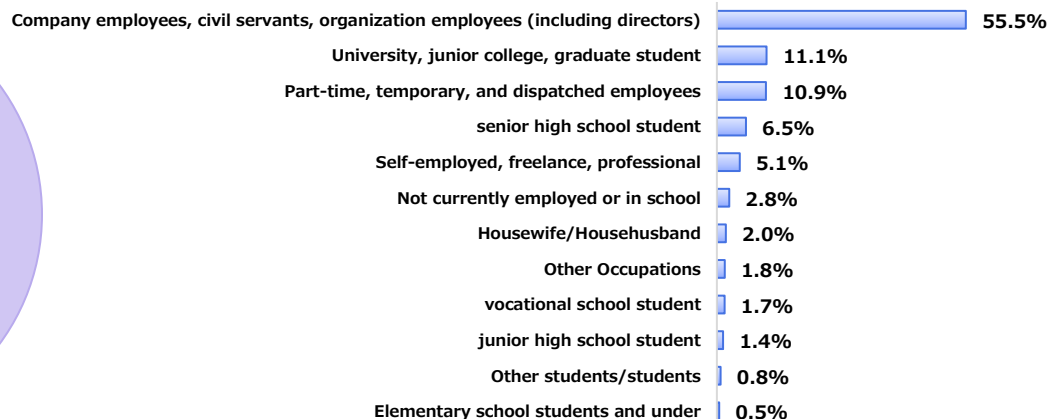 Company employees, civil servants, organization employees (including directors) 55.5%
University, junior college, graduate student 11.1%
Part-time, temporary, and dispatched employees 10.9%
senior high school student 6.5%
Self-employed, freelance, professional 5.1%
Not currently employed or in school 2.8%
Housewife/Househusband 2.0%
Other Occupations 1.8%
vocational school student 1.7%
junior high school student 1.4%
Other students/students 0.8%
Elementary school students and under 0.5%